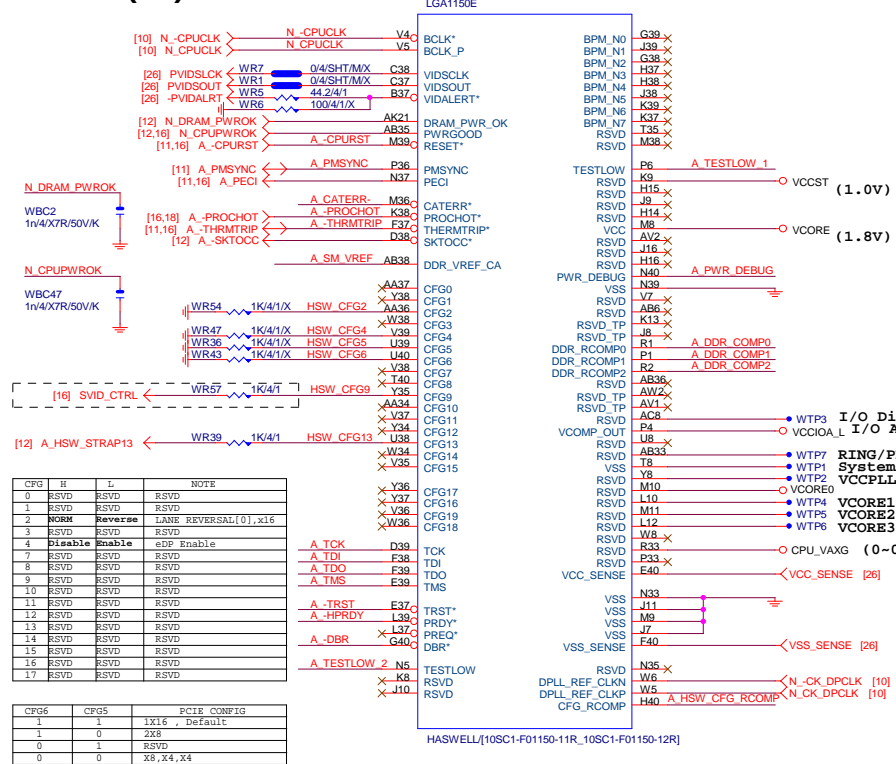 LGA1150E
[10] N_-CPUCLK N_-CPUCLK V4 BCLK* BPM_N0 G39
[10] N_CPUCLK N_CPUCLK V5 BCLK_P BPM_N1 J39
BPM_N2 G38
[26] PVIDSLCK WR7 0/4/SHT/M/X C38 VIDSCLK BPM_N3 H37
[26] PVIDSOUT WR1 0/4/SHT/M/X C37 VIDSOUT BPM_N4 H38
[26] -PVIDALRT WR5 44.2/4/1 B37 VIDALERT* BPM_N5 J38
WR6 100/4/1/X BPM_N6 K39
[12] N_DRAM_PWROK AK21 DRAM_PWR_OK BPM_N7 K37
[12,16] N_CPUPWROK AB35 PWRGOOD RSVD T35
[11,16] A_-CPURST A_-CPURST M39 RESET* RSVD M38
[11] A_PMSYNC A_PMSYNC P36 PMSYNC TESTLOW P6 A_TESTLOW_1
[11,16] A_PECI N37 PECI RSVD K9 VCCST (1.0V)
RSVD H15
A_CATERR- M36 CATERR* RSVD J9
[16,18] A_-PROCHOT A_-PROCHOT K38 PROCHOT* RSVD H14
[11,16] A_-THRMTRIP A_-THRMTRIP F37 THERMTRIP* VCC M8 VCORE (1.8V)
[12] A_-SKTOCC D38 SKTOCC* RSVD AV2
RSVD J16
A_SM_VREF AB38 DDR_VREF_CA RSVD H16
PWR_DEBUG N40 A_PWR_DEBUG
N_DRAM_PWROK
WBC2
1n/4/X7R/50V/K
N_CPUPWROK
WBC47
1n/4/X7R/50V/K
AA37 CFG0 VSS N39
Y38 CFG1 RSVD V7
WR54 1K/4/1/X HSW_CFG2 AA36 CFG2 RSVD AB6
W38 CFG3 RSVD_TP K13
WR47 1K/4/1/X HSW_CFG4 V39 CFG4 RSVD_TP J8
WR36 1K/4/1/X HSW_CFG5 U39 CFG5 DDR_RCOMP0 R1 A_DDR_COMP0
WR43 1K/4/1/X HSW_CFG6 U40 CFG6 DDR_RCOMP1 P1 A_DDR_COMP1
V38 CFG7 DDR_RCOMP2 R2 A_DDR_COMP2
T40 CFG8 RSVD AB36
[16] SVID_CTRL WR57 1K/4/1 HSW_CFG9 Y35 CFG9 RSVD_TP AW2
AA34 CFG10 RSVD_TP AV1
V37 CFG11 RSVD AC8 WTP3 I/O Di
Y34 CFG12 VCOMP_OUT P4 VCCIOA_L I/O A
[12] A_HSW_STRAP13 WR39 1K/4/1 HSW_CFG13 U38 CFG13 RSVD U8
W34 CFG14 RSVD AB33 WTP7 RING/P
V35 CFG15 VSS T8 WTP1 System
RSVD Y8 WTP2 VCCPLL
Y36 CFG16 RSVD M10 VCORE0
Y37 CFG17 RSVD L10 WTP4 VCORE1
V36 CFG19 RSVD M11 WTP5 VCORE2
W36 CFG18 RSVD L12 WTP6 VCORE3
RSVD W8
A_TCK D39 TCK RSVD R33 CPU_VAXG (0~
A_TDI F38 TDI RSVD P33
A_TDO F39 TDO VCC_SENSE E40 VCC_SENSE [26]
A_TMS E39 TMS
VSS N33
A_-TRST E37 TRST* VSS J11
A_-HPRDY L39 PRDY* VSS M9
L37 PREQ* VSS J7
A_-DBR G40 DBR* VSS_SENSE F40 VSS_SENSE [26]
A_TESTLOW_2 N5 TESTLOW RSVD N35
K8 RSVD DPLL_REF_CLKN W6 N_-CK_DPCLK [10]
J10 RSVD DPLL_REF_CLKP W5 N_CK_DPCLK [10]
CFG_RCOMP H40 A_HSW_CFG_RCOMP
HASWELL/[10SC1-F01150-11R_10SC1-F01150-12R]
CFG H L NOTE
0 RSVD RSVD RSVD
1 RSVD RSVD RSVD
2 NORM Reverse LANE REVERSAL[0],x16
3 RSVD RSVD RSVD
4 Disable Enable eDP Enable
7 RSVD RSVD RSVD
8 RSVD RSVD RSVD
9 RSVD RSVD RSVD
10 RSVD RSVD RSVD
11 RSVD RSVD RSVD
12 RSVD RSVD RSVD
13 RSVD RSVD RSVD
14 RSVD RSVD RSVD
15 RSVD RSVD RSVD
16 RSVD RSVD RSVD
17 RSVD RSVD RSVD
CFG6 CFG5 PCIE CONFIG
1 1 1X16 , Default
1 0 2X8
0 1 RSVD
0 0 X8,X4,X4